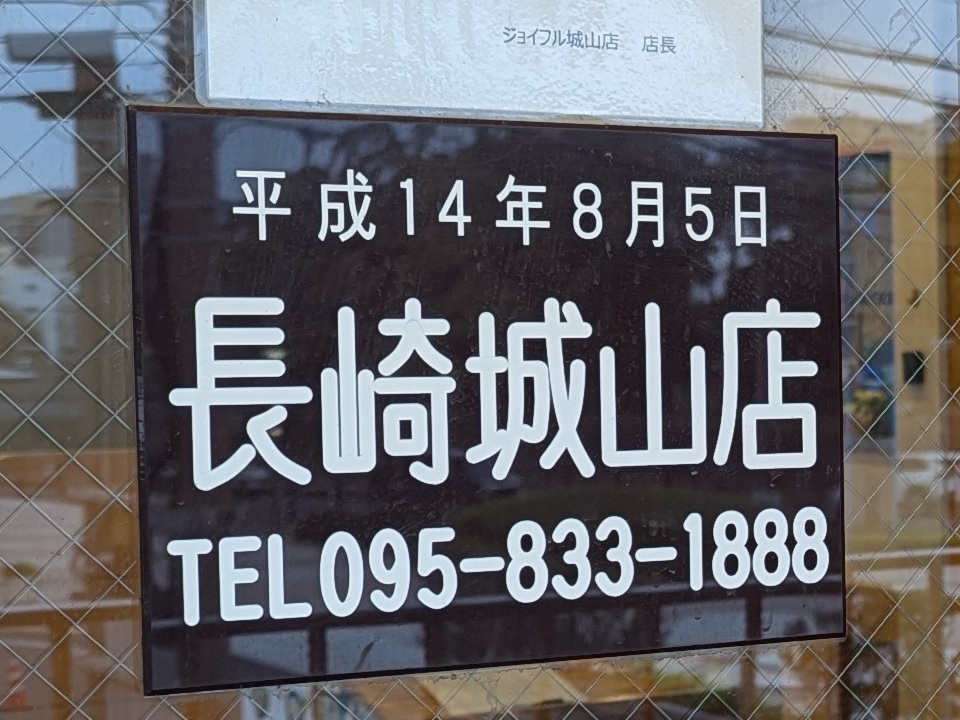 ジョイフル城山店　店長
平成14年8月5日
長崎城山店
TEL095-833-1888